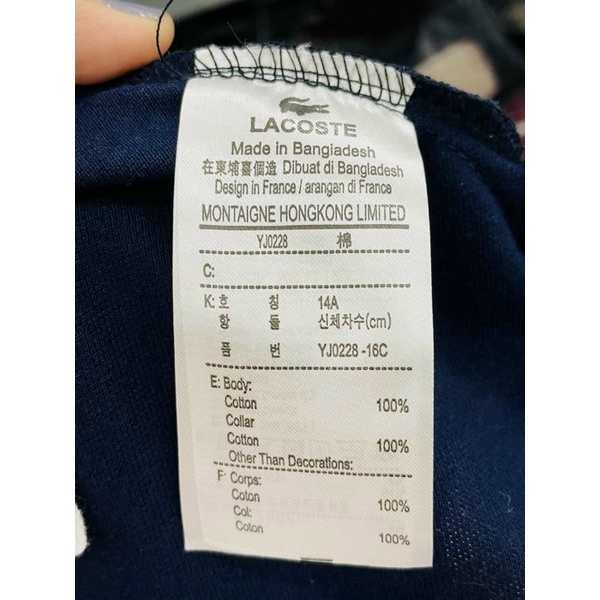 LACOSTE
Made in Bangladesh
在東埔喜個造 Dibuat di Bangladesh
Design in France / arangan di France
MONTAIGNE HONGKONG LIMITED
YJ0228 棉
C:
K: 호 칭 14A
항 들 신체차수(cm)
품 번 YJ0228 -16C
E: Body:
Cotton 100%
Collar
Cotton 100%
Other Than Decorations:
F: Corps:
Coton 100%
Col:
Coton 100%